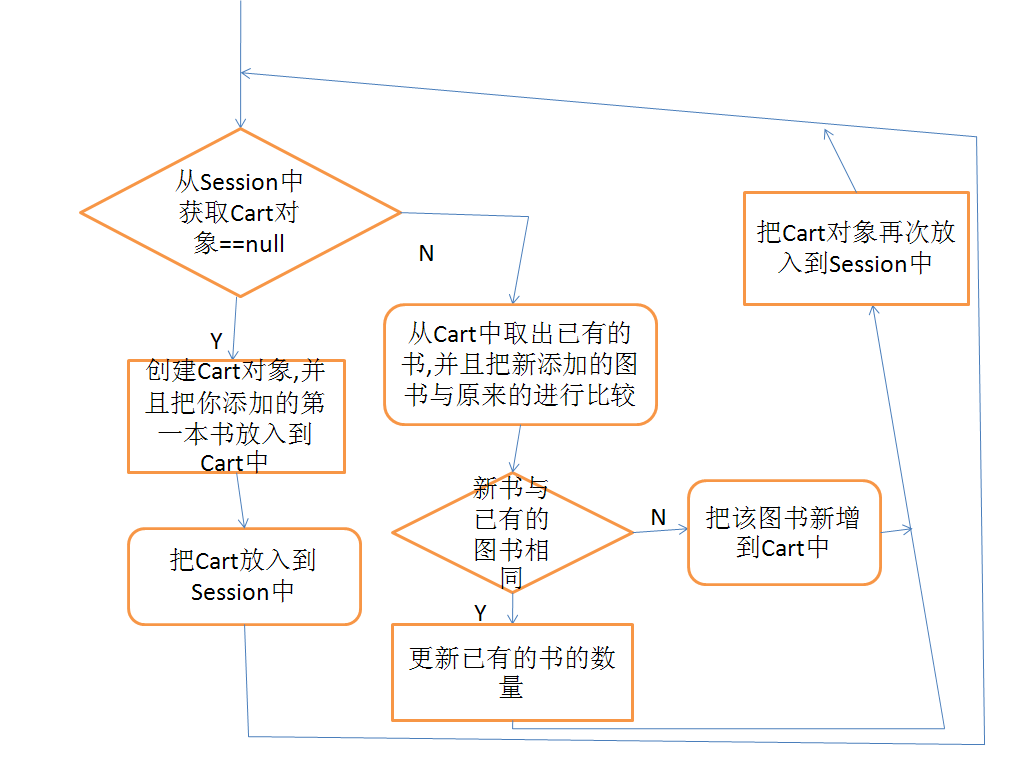 从Session中
获取Cart对
象==null
N
Y
创建Cart对象,并
且把你添加的第
一本书放入到
Cart中
把Cart放入到
Session中
从Cart中取出已有的
书,并且把新添加的图
书与原来的进行比较
新书与
已有的
图书相
同
N
Y
把该图书新增
到Cart中
更新已有的书的数
量
把Cart对象再次放
入到Session中